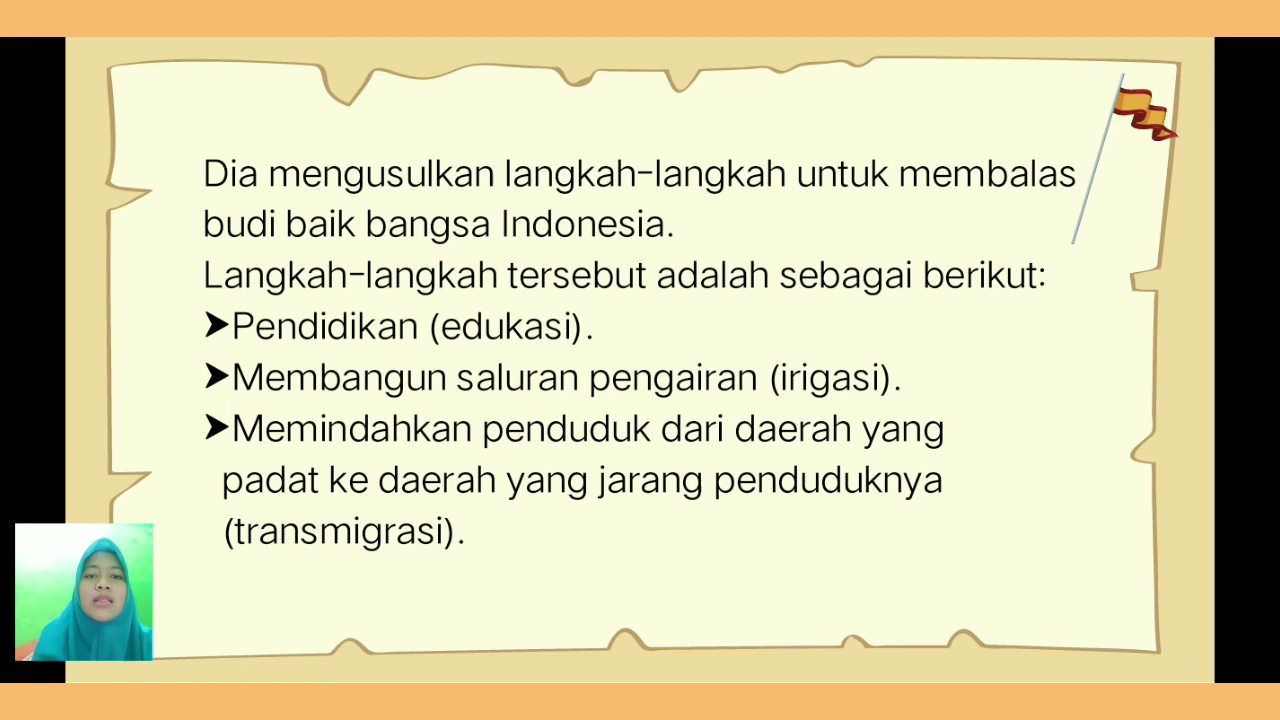 Dia mengusulkan langkah-langkah untuk membalas
budi baik bangsa Indonesia.
Langkah-langkah tersebut adalah sebagai berikut:
➤Pendidikan (edukasi).
➤Membangun saluran pengairan (irigasi).
➤Memindahkan penduduk dari daerah yang
padat ke daerah yang jarang penduduknya
(transmigrasi).